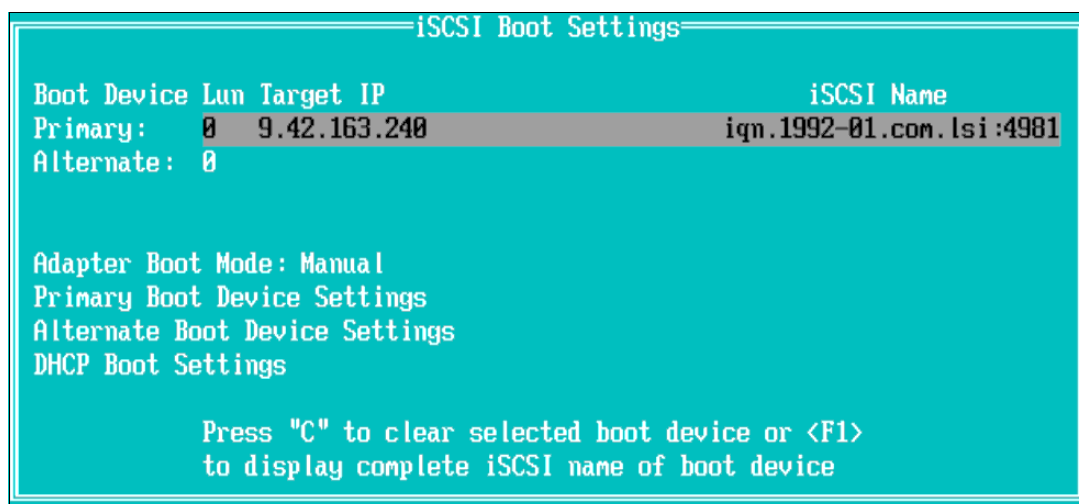 iSCSI Boot Settings
Boot Device Lun Target IP iSCSI Name
Primary: 0 9.42.163.240 iqn.1992-01.com.lsi:4981
Alternate: 0
Adapter Boot Mode: Manual
Primary Boot Device Settings
Alternate Boot Device Settings
DHCP Boot Settings
Press "C" to clear selected boot device or <F1>
to display complete iSCSI name of boot device